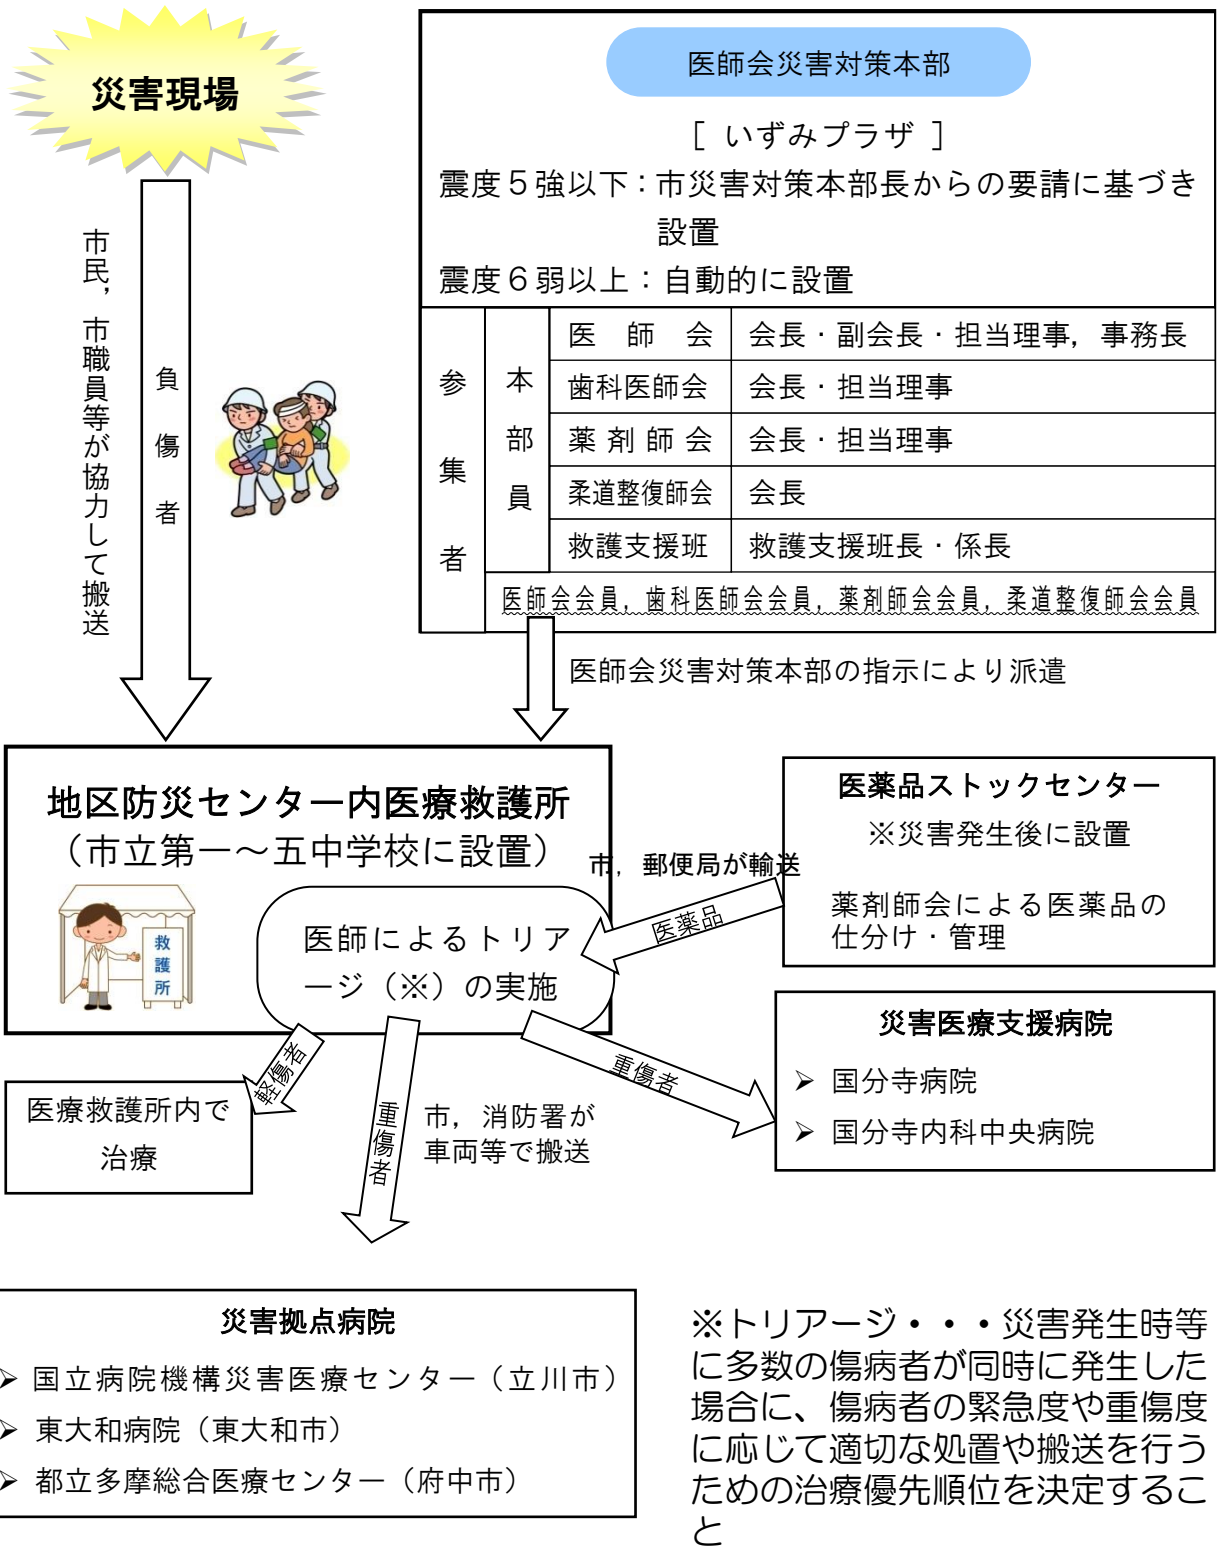 災害現場
市民，市職員等が協力して搬送
負傷者
医師会災害対策本部
［ いずみプラザ ］
震度５強以下：市災害対策本部長からの要請に基づき
設置
震度６弱以上：自動的に設置
参集者
本部員
医師会 会長・副会長・担当理事，事務長
歯科医師会 会長・担当理事
薬剤師会 会長・担当理事
柔道整復師会 会長
救護支援班 救護支援班長・係長
医師会会員，歯科医師会会員，薬剤師会会員，柔道整復師会会員
医師会災害対策本部の指示により派遣
地区防災センター内医療救護所
（市立第一～五中学校に設置）
救護所
医師によるトリア
ージ（※）の実施
市，郵便局が輸送
医薬品
医薬品ストックセンター
※災害発生後に設置
薬剤師会による医薬品の
仕分け・管理
軽傷者
医療救護所内で
治療
重傷者
市，消防署が
車両等で搬送
重傷者
災害医療支援病院
➢ 国分寺病院
➢ 国分寺内科中央病院
災害拠点病院
➢ 国立病院機構災害医療センター（立川市）
➢ 東大和病院（東大和市）
➢ 都立多摩総合医療センター（府中市）
※トリアージ・・・災害発生時等
に多数の傷病者が同時に発生した
場合に、傷病者の緊急度や重傷度
に応じて適切な処置や搬送を行う
ための治療優先順位を決定するこ
と